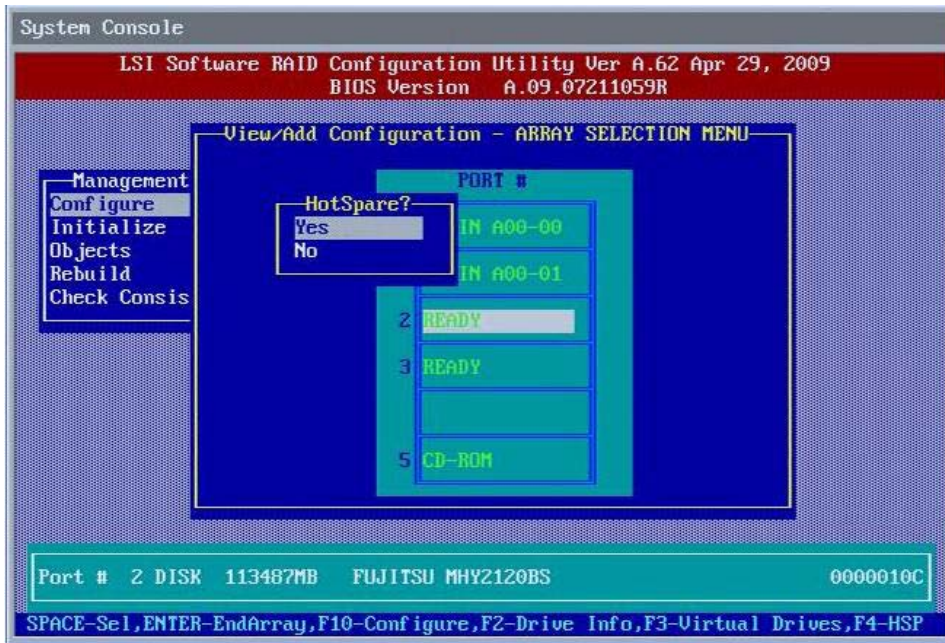 System Console
LSI Software RAID Configuration Utility Ver A.62 Apr 29, 2009
BIOS Version A.09.07211059R
View/Add Configuration - ARRAY SELECTION MENU
Management
Configure
Initialize
Objects
Rebuild
Check Consis
PORT #
HotSpare?
Yes
No
IN A00-00
IN A00-01
2 READY
3 READY
5 CD-ROM
Port # 2 DISK 113487MB FUJITSU MHY2120BS 0000010C
SPACE-Sel,ENTER-EndArray,F10-Configure,F2-Drive Info,F3-Virtual Drives,F4-HSP